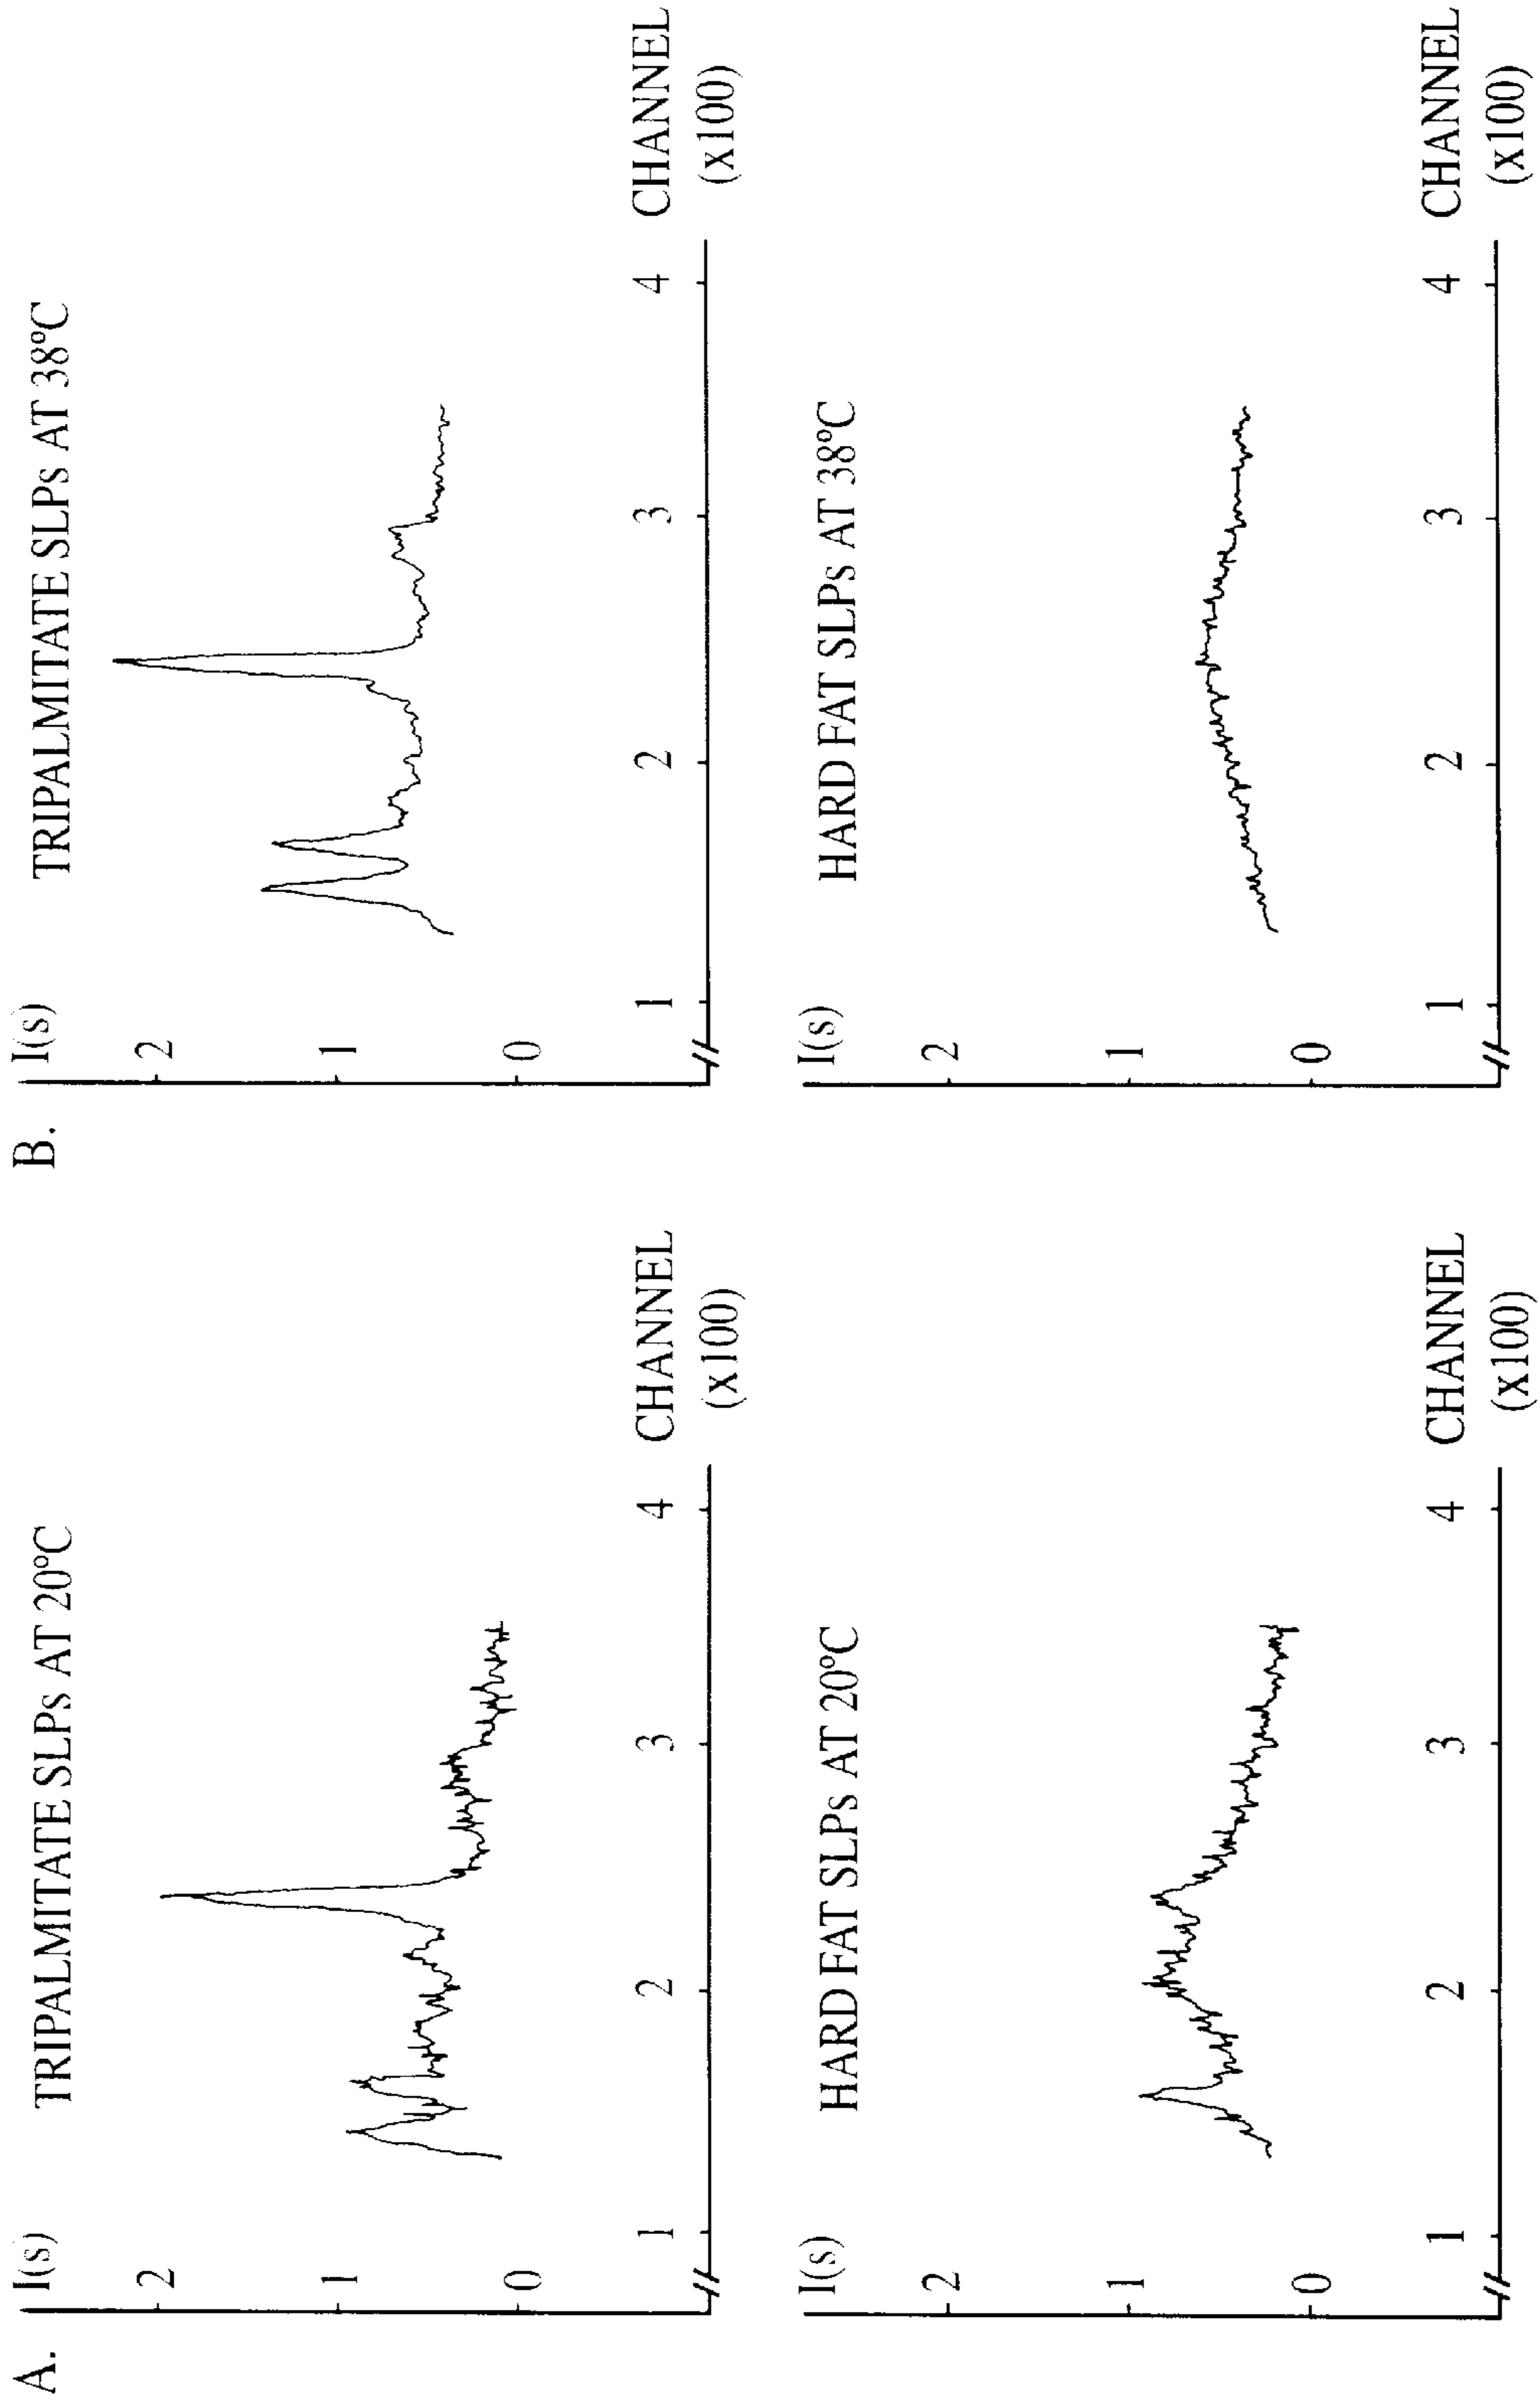 A.
I(s)
TRIPALMITATE SLPs AT 20°C
2
1
0
1
2
3
4
CHANNEL
(x100)
I(s)
HARD FAT SLPs AT 20°C
2
1
0
1
2
3
4
CHANNEL
(x100)
B.
I(s)
TRIPALMITATE SLPs AT 38°C
2
1
0
1
2
3
4
CHANNEL
(x100)
I(s)
HARD FAT SLPs AT 38°C
2
1
0
1
2
3
4
CHANNEL
(x100)